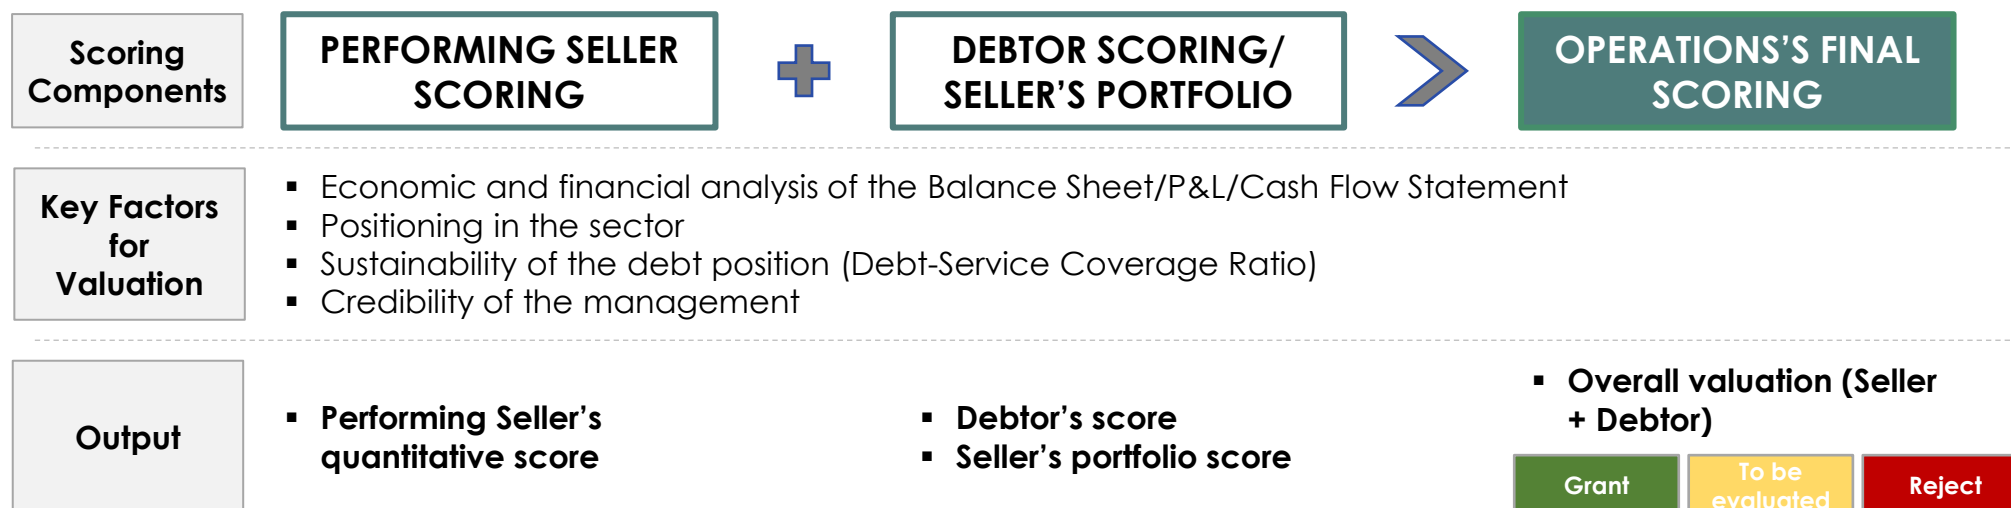 Scoring
Components
PERFORMING SELLER
SCORING
DEBTOR SCORING/
SELLER'S PORTFOLIO
OPERATIONS'S FINAL
SCORING
Key Factors
for
Valuation
▪ Economic and financial analysis of the Balance Sheet/P&L/Cash Flow Statement
▪ Positioning in the sector
▪ Sustainability of the debt position (Debt-Service Coverage Ratio)
▪ Credibility of the management
Output
▪ Performing Seller's
quantitative score
▪ Debtor's score
▪ Seller's portfolio score
▪ Overall valuation (Seller
+ Debtor)
Grant
To be
evaluated
Reject